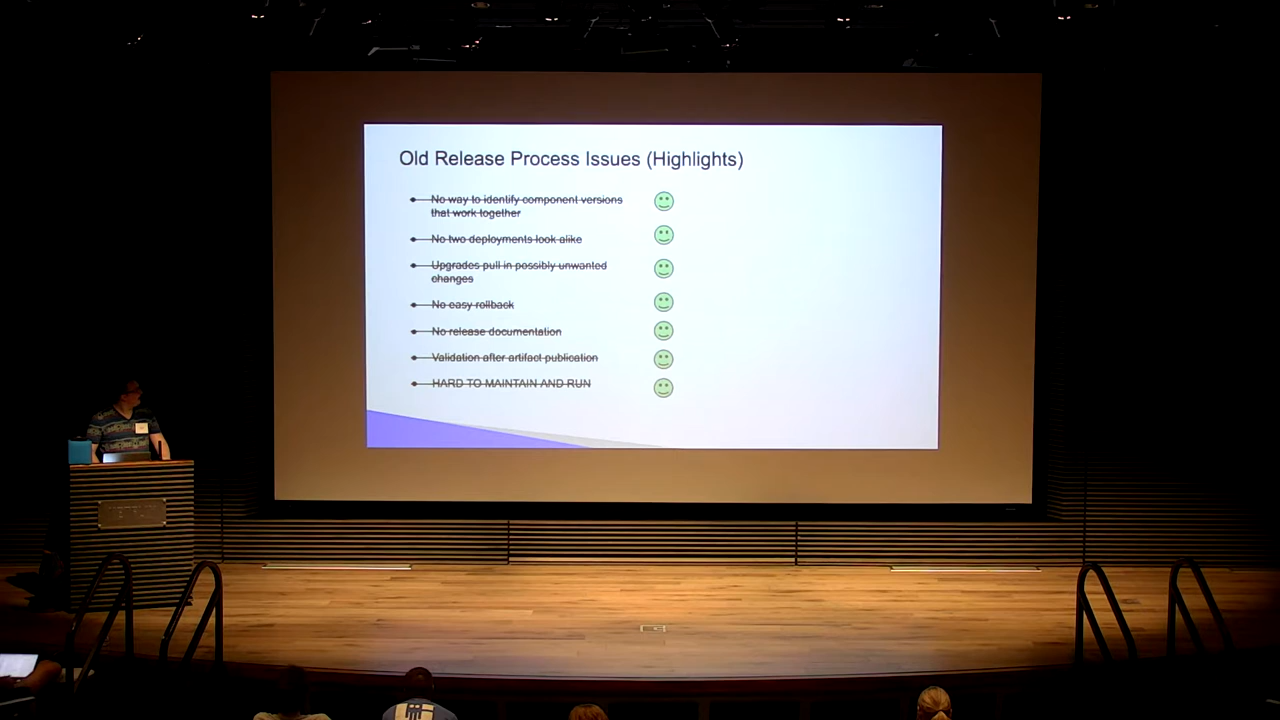 Old Release Process Issues (Highlights)
No way to identify component versions
that work together
No two deployments look alike
Upgrades pull in possibly unwanted
changes
No easy rollback
No release documentation
Validation after artifact publication
HARD TO MAINTAIN AND RUN